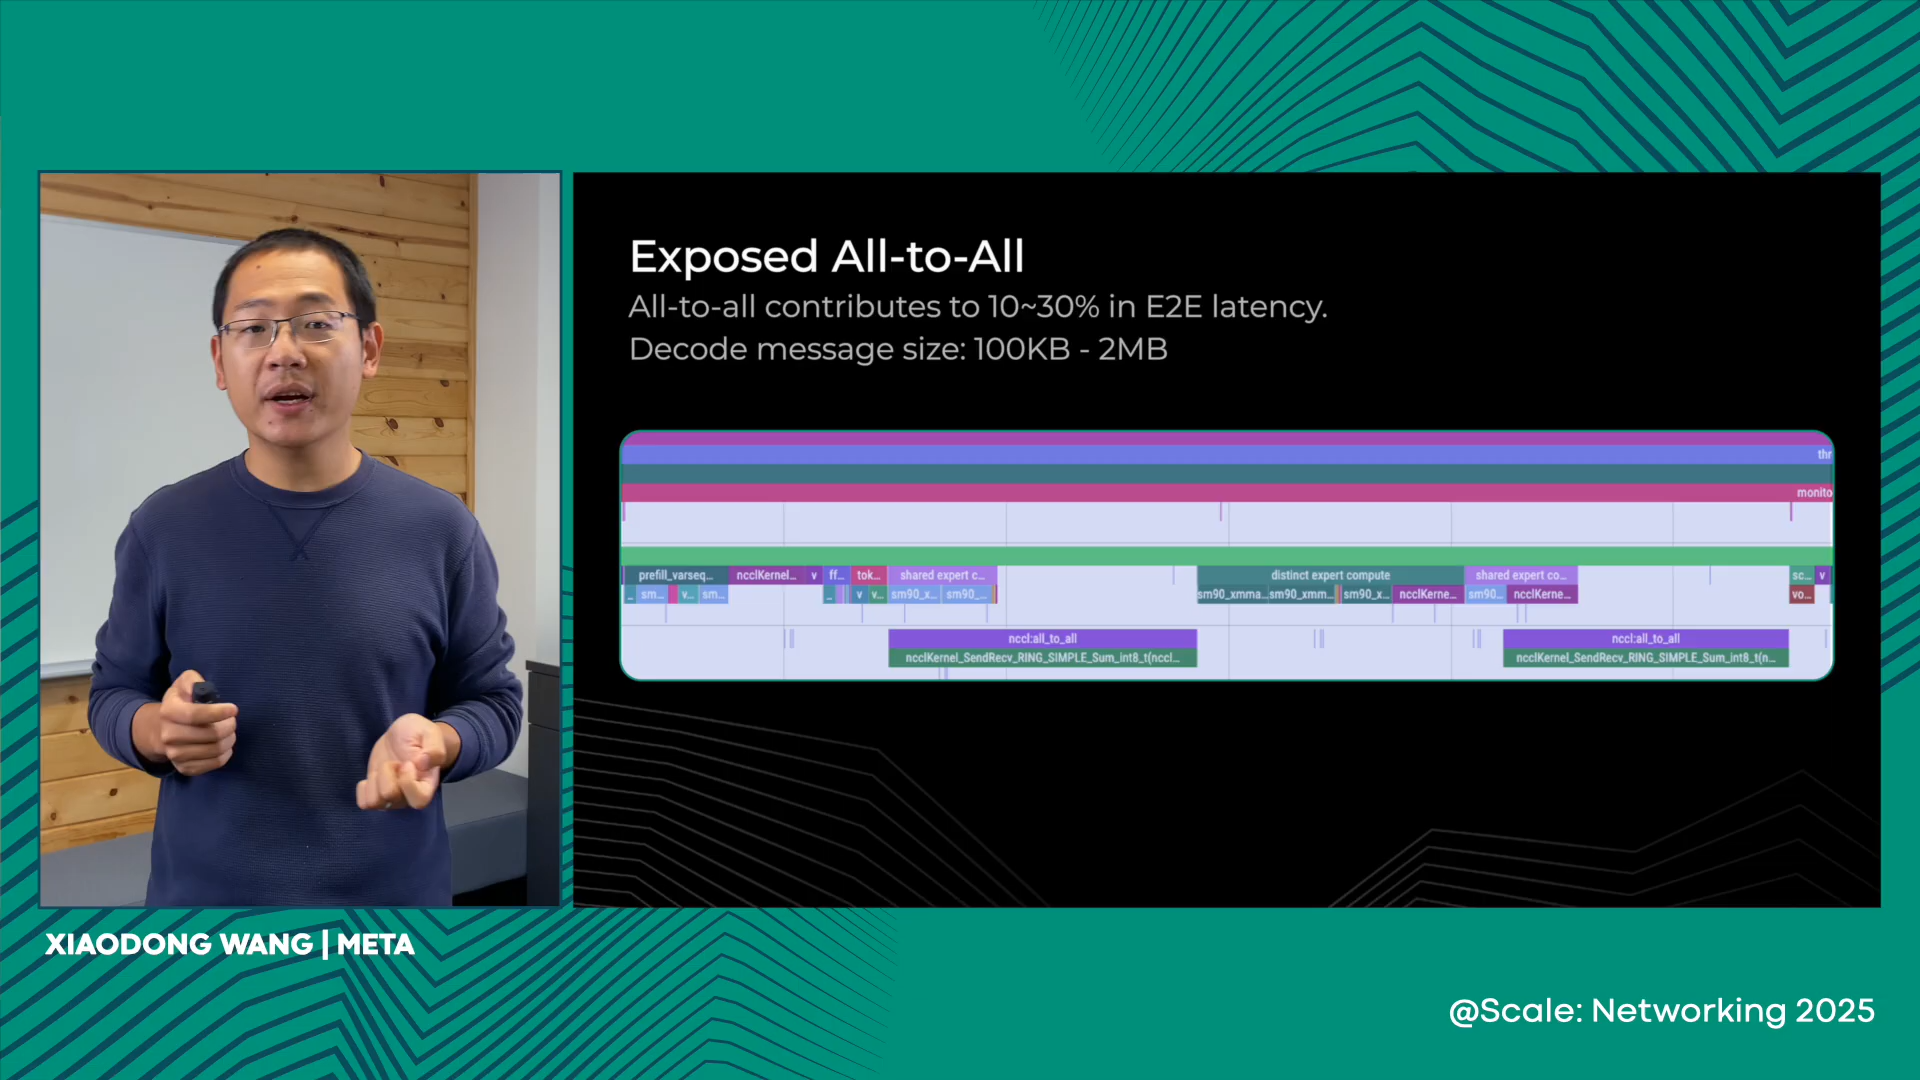 Exposed All-to-All
All-to-all contributes to 10~30% in E2E latency.
Decode message size: 100KB - 2MB
thr
monito
prefill_varseq... ncclKernel... v ff... tok... shared expert c... distinct expert compute shared expert co... sc... v
... sm... v... sm... ... v v... sm90_x... sm90_... sm90_xmma... sm90_xmm... sm90_x... ncclKerne... sm90... ncclKerne... vo...
nccl:all_to_all nccl:all_to_all
ncclKernel_SendRecv_RING_SIMPLE_Sum_int8_t(nccl... ncclKernel_SendRecv_RING_SIMPLE_Sum_int8_t(n...
XIAODONG WANG | META
@Scale: Networking 2025